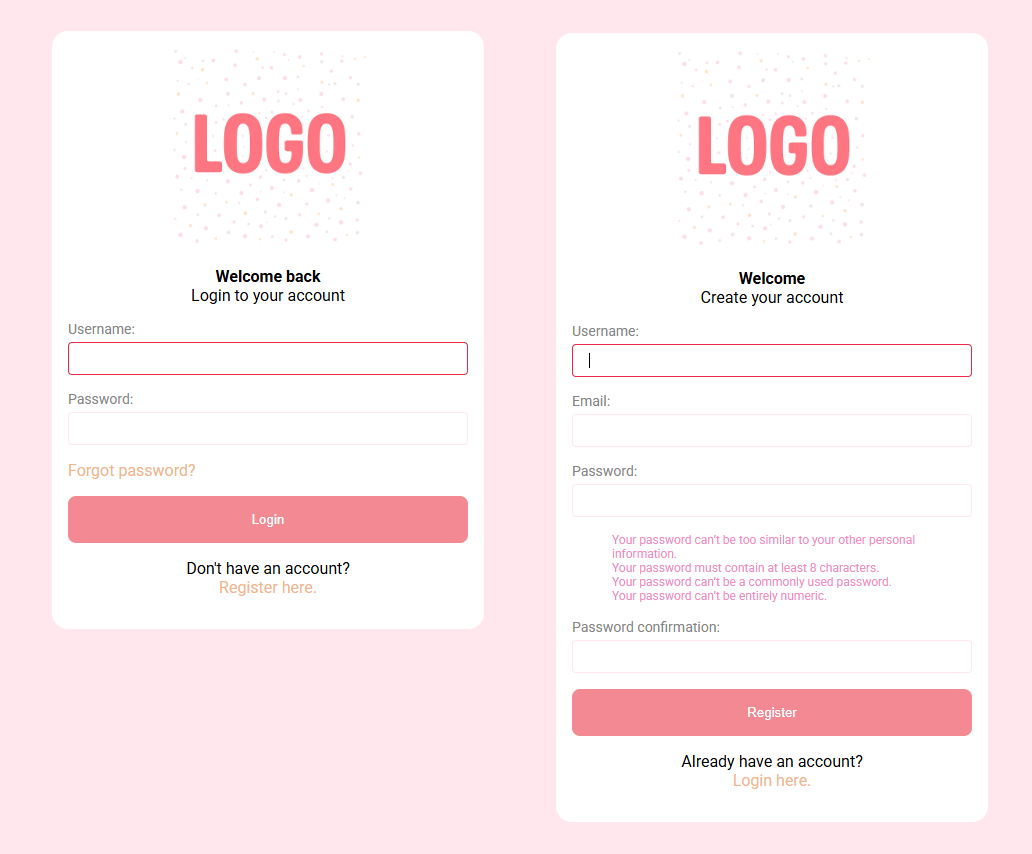 LOGO
Welcome back
Login to your account
Username:
Password:
Forgot password?
Login
Don't have an account?
Register here.
LOGO
Welcome
Create your account
Username:
Email:
Password:
Your password can't be too similar to your other personal
information.
Your password must contain at least 8 characters.
Your password can't be a commonly used password.
Your password can't be entirely numeric.
Password confirmation:
Register
Already have an account?
Login here.